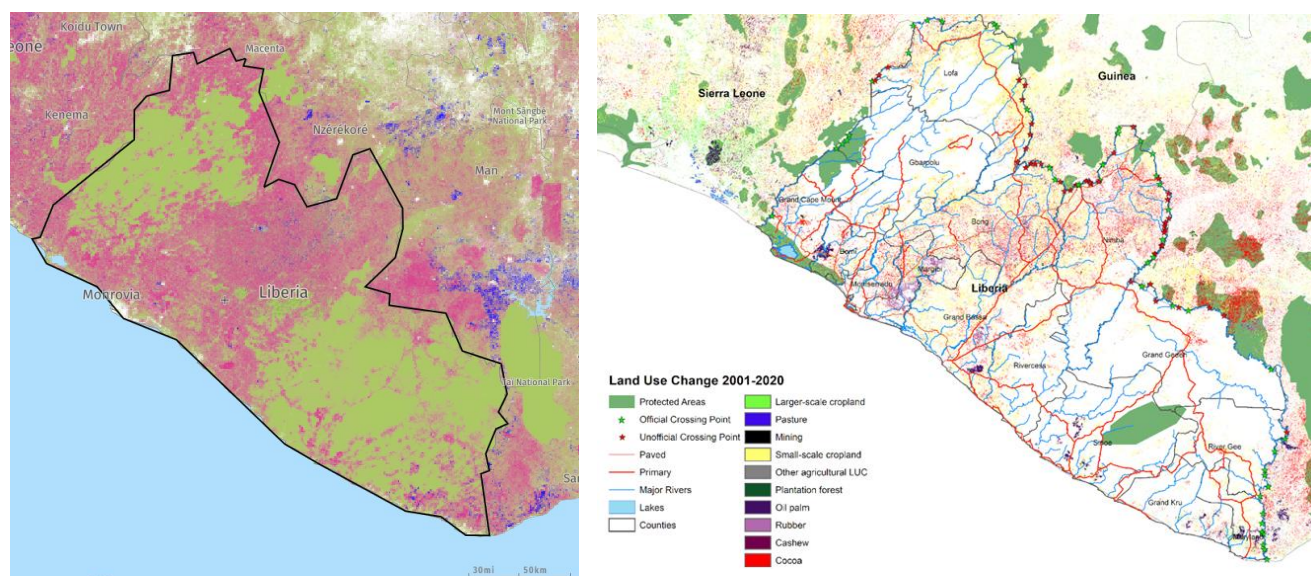 Koidu Town
eone
Macenta
Kenema
Nzérékoré
Mont Sangbé
National Park
Man
Monrovia
Liberia
aï National Park
Sa
30mi
50km
Lofa
Guinea
Sierra Leone
Gbarpolu
Grand Cape Mount
Bong
Nimba
Bomi
Margibi
Montserrado
Liberia
Grand Bassa
Grand Gedeh
Rivercess
Sinoe
River Gee
Grand Kru
Maryland
Land Use Change 2001-2020
Protected Areas
Official Crossing Point
Unofficial Crossing Point
Paved
Primary
Major Rivers
Lakes
Counties
Larger-scale cropland
Pasture
Mining
Small-scale cropland
Other agricultural LUC
Plantation forest
Oil palm
Rubber
Cashew
Cocoa